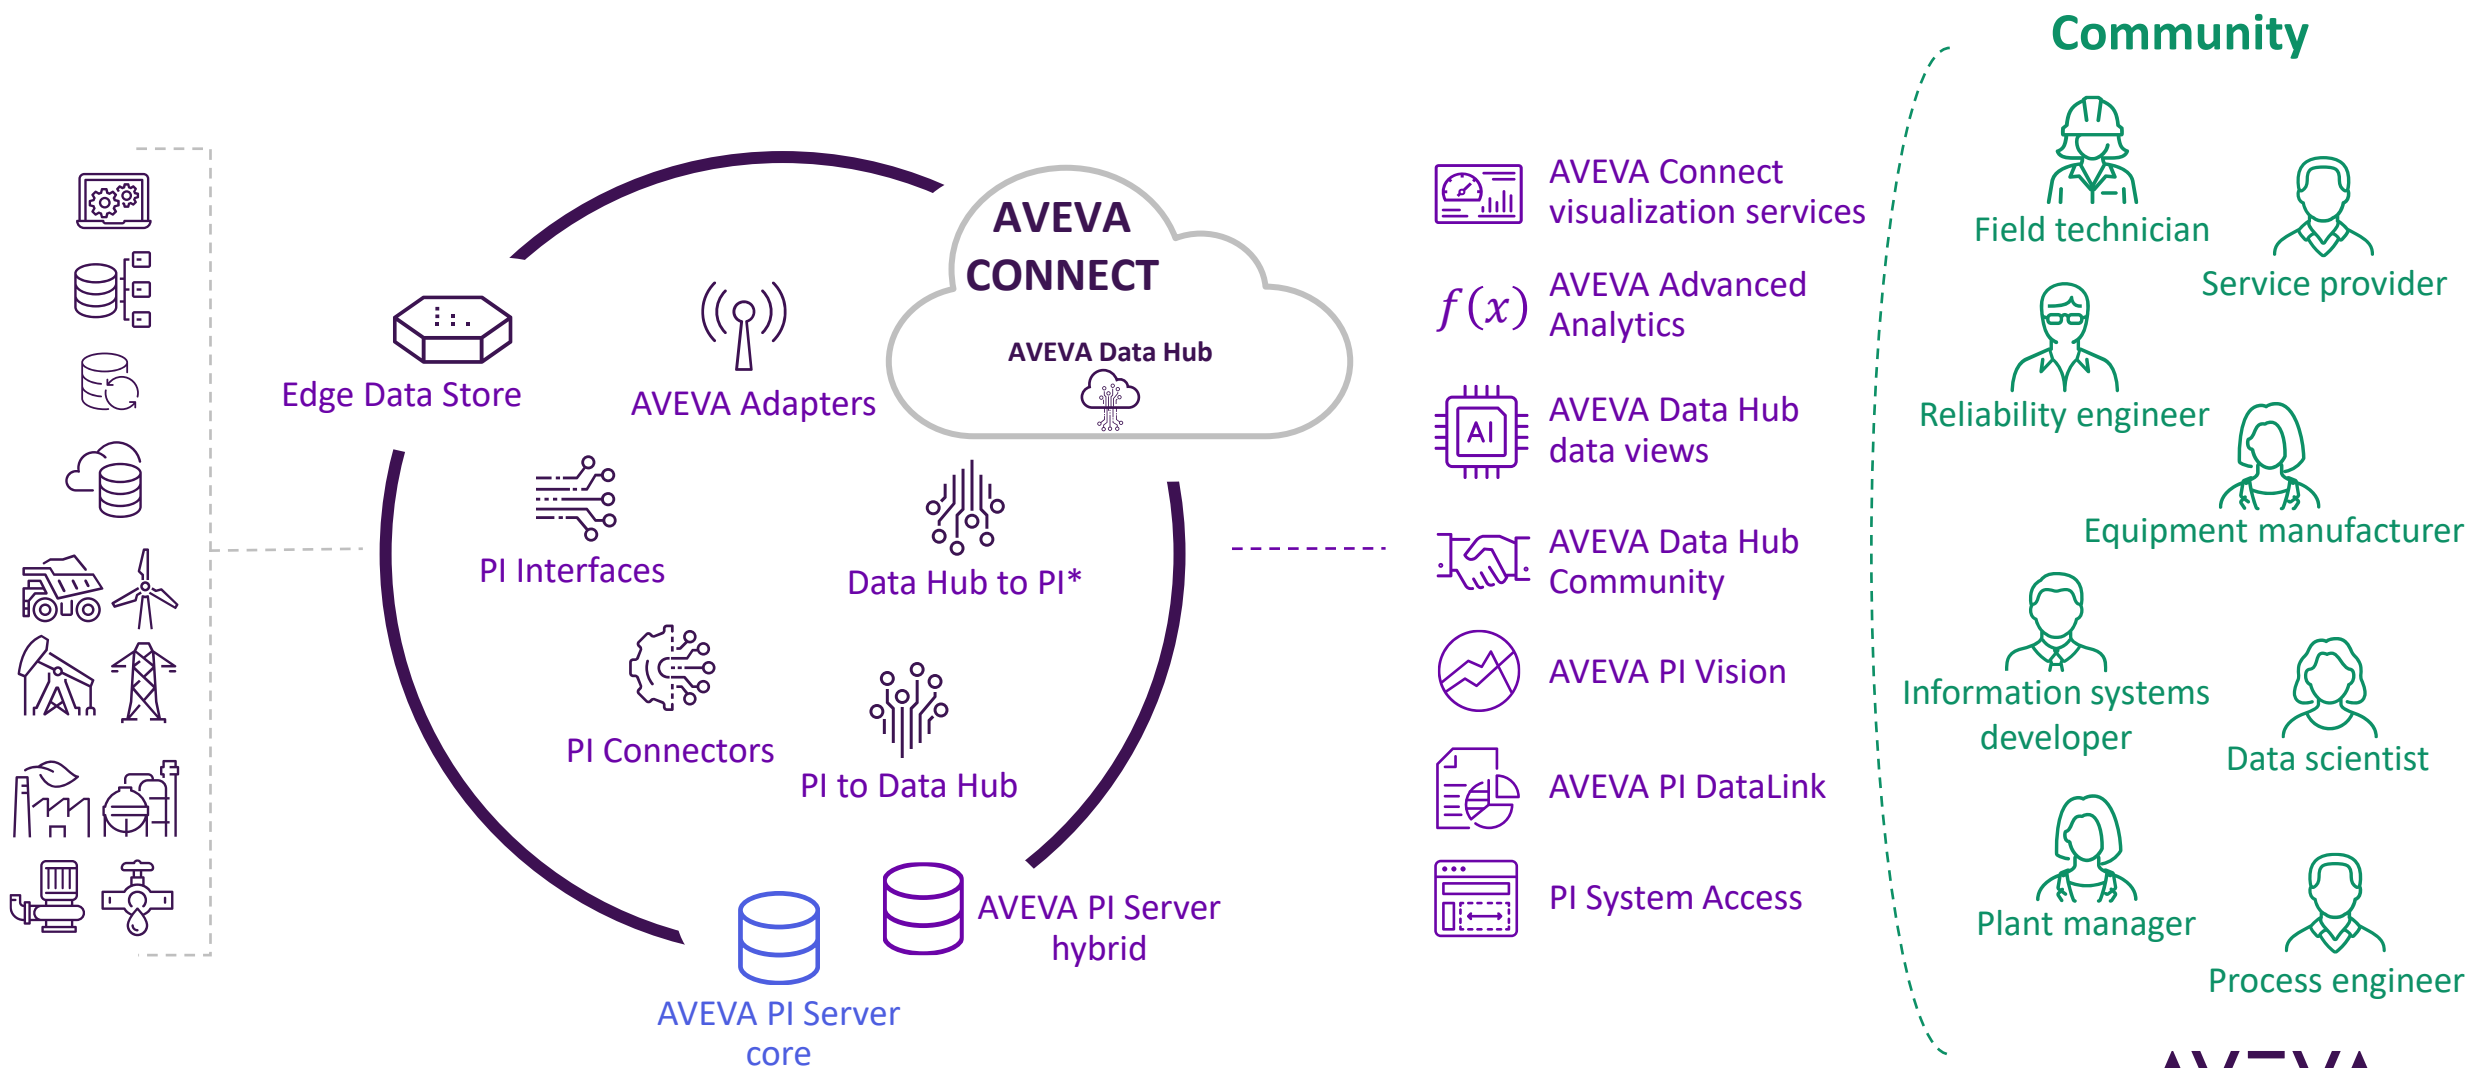 Community
AVEVA
CONNECT
AVEVA Data Hub
Edge Data Store
AVEVA Adapters
PI Interfaces
Data Hub to PI*
PI Connectors
PI to Data Hub
AVEVA PI Server
hybrid
AVEVA PI Server
core
AVEVA Connect
visualization services
f(x)
AVEVA Advanced
Analytics
AI
AVEVA Data Hub
data views
AVEVA Data Hub
Community
AVEVA PI Vision
AVEVA PI DataLink
PI System Access
Field technician
Service provider
Reliability engineer
Equipment manufacturer
Information systems
developer
Data scientist
Plant manager
Process engineer
AVEVA